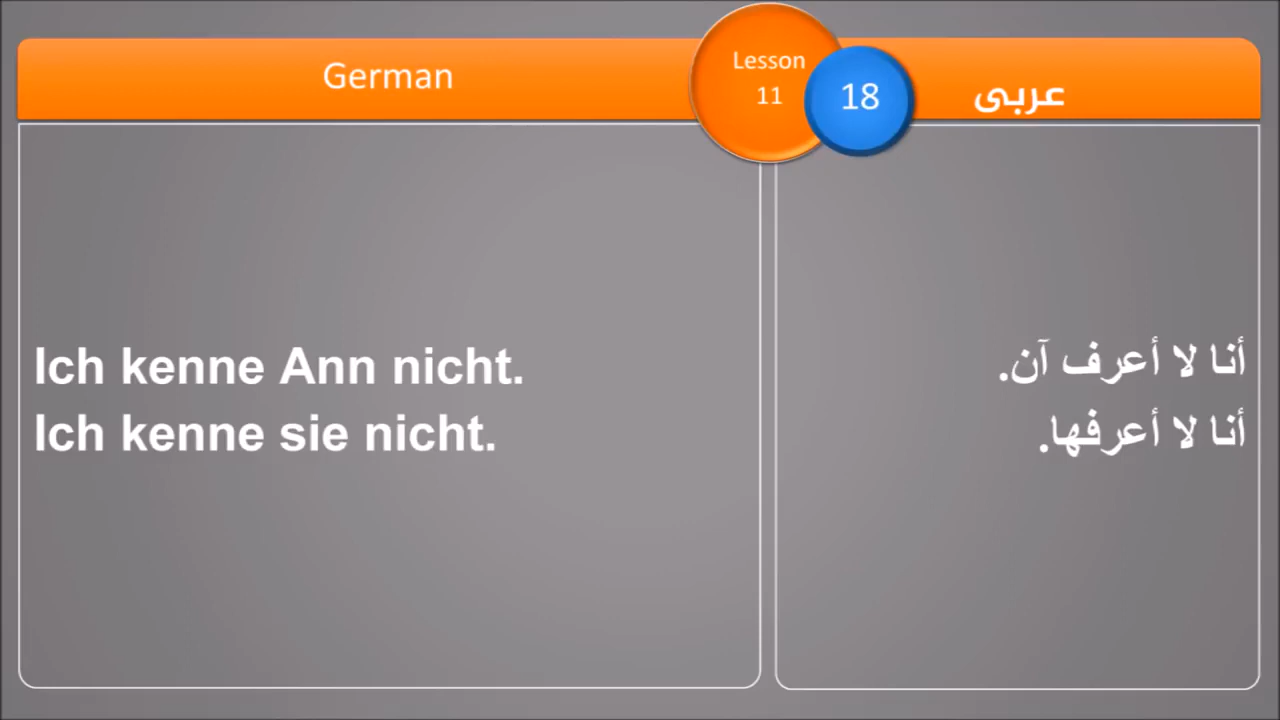 German
Lesson
11
18
عربى
Ich kenne Ann nicht.
Ich kenne sie nicht.
أنا لا أعرف آن.
أنا لا أعرفها.